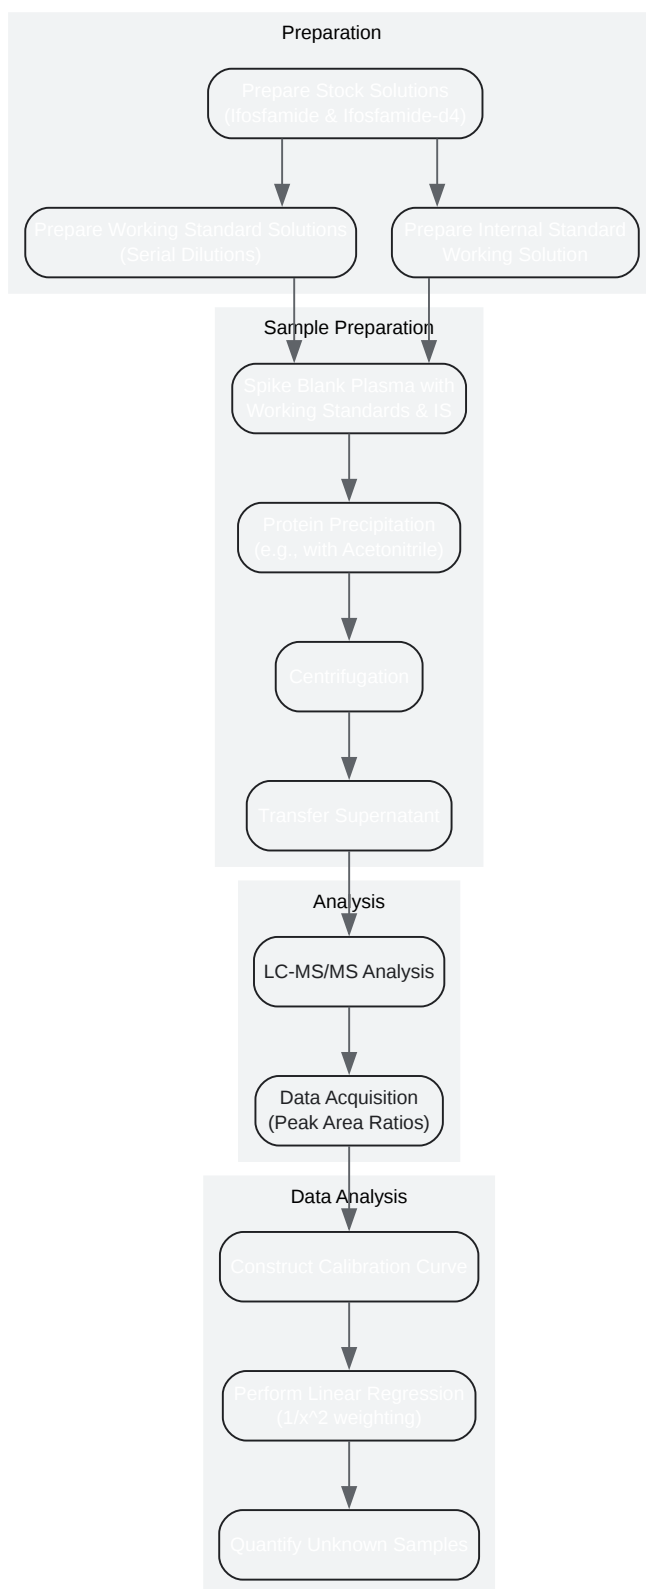 Preparation
Prepare Stock Solutions
(Ifosfamide & Ifosfamide-d4)
Prepare Working Standard Solutions
(Serial Dilutions)
Prepare Internal Standard
Working Solution
Sample Preparation
Spike Blank Plasma with
Working Standards & IS
Protein Precipitation
(e.g., with Acetonitrile)
Centrifugation
Transfer Supernatant
Analysis
LC-MS/MS Analysis
Data Acquisition
(Peak Area Ratios)
Data Analysis
Construct Calibration Curve
Perform Linear Regression
(1/x^2 weighting)
Quantify Unknown Samples